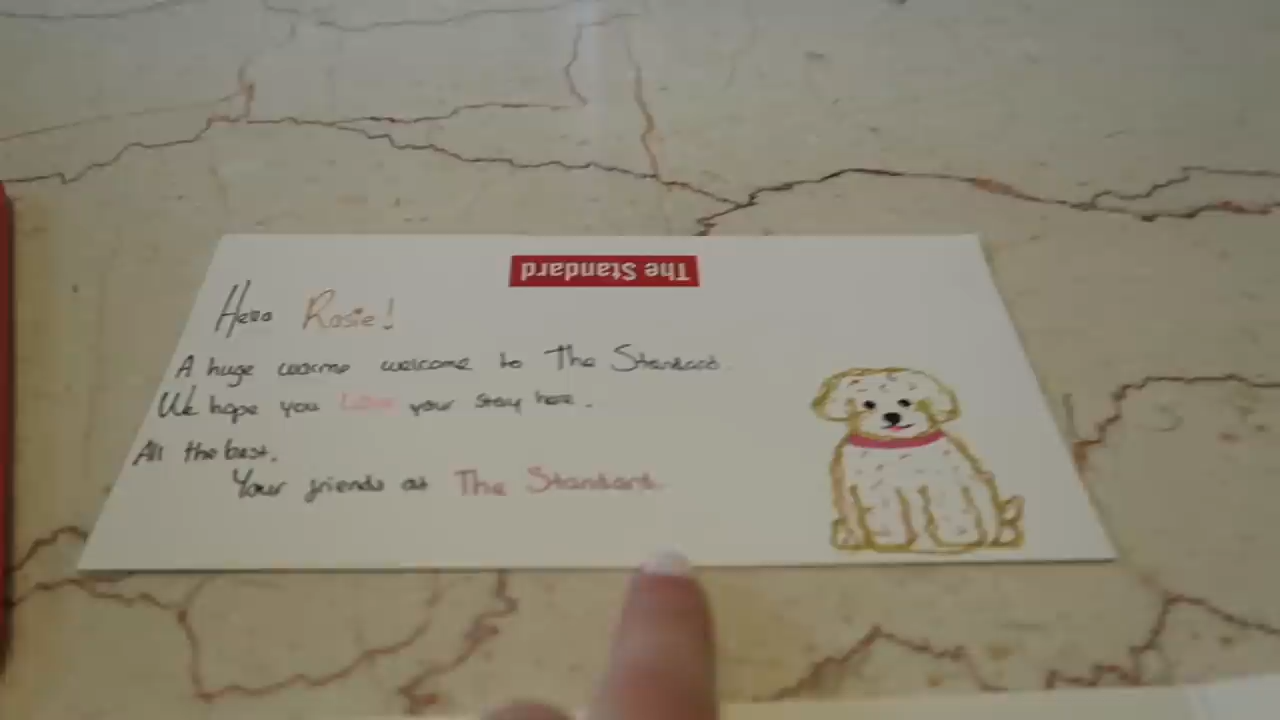 The Standard
Hello Rosie!
A huge warm welcome to The Standard.
We hope you Love your stay here.
All the best.
Your friends at The Standard.